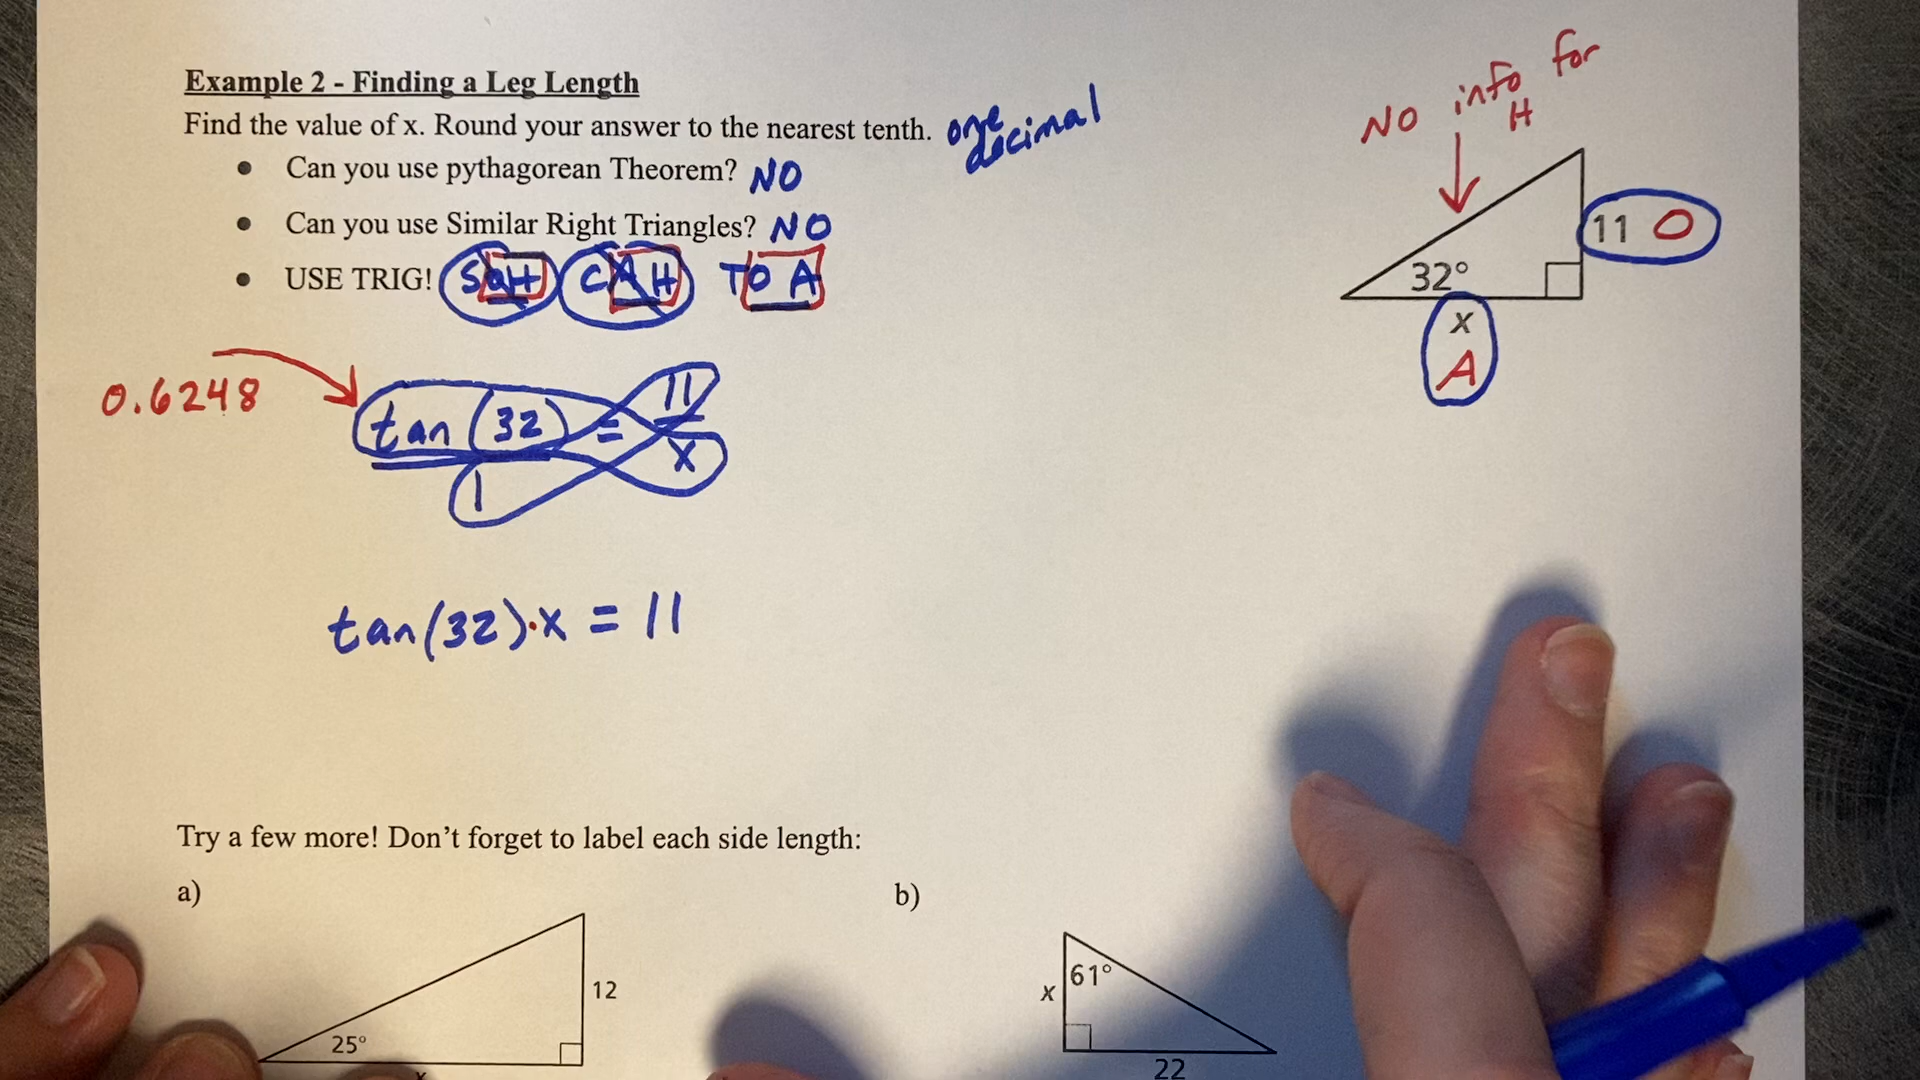 Example 2 - Finding a Leg Length
Find the value of x. Round your answer to the nearest tenth. one decimal
• Can you use pythagorean Theorem? NO
• Can you use Similar Right Triangles? NO
• USE TRIG! SOH CAH TOA
NO info for H
11 O
32°
x
A
0.6248
tan (32) = 11
1 x
tan(32)·x = 11
Try a few more! Don't forget to label each side length:
a)
b)
12
25°
x
61°
x
22